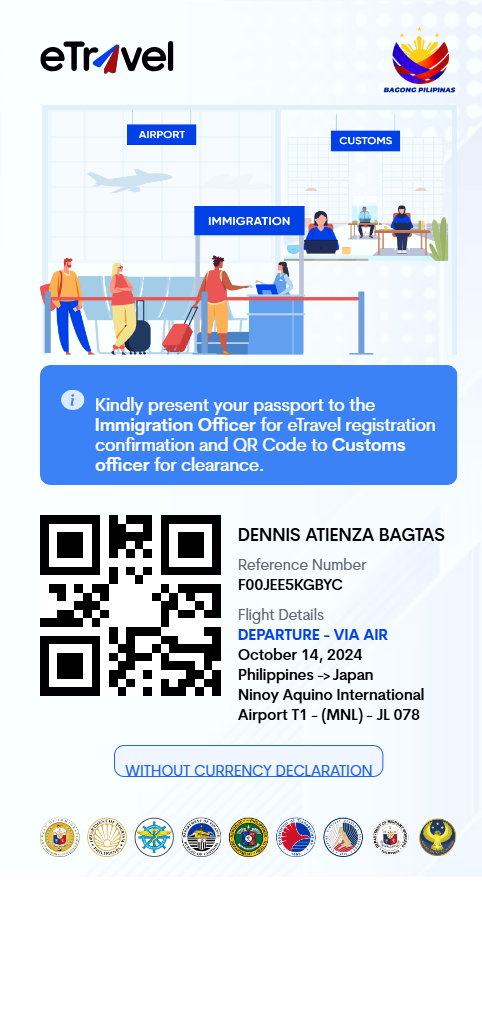 eTravel
BAGONG PILIPINAS
AIRPORT
CUSTOMS
IMMIGRATION
Kindly present your passport to the
Immigration Officer for eTravel registration
confirmation and QR Code to Customs
officer for clearance.
DENNIS ATIENZA BAGTAS
Reference Number
F00JEE5KGBYC
Flight Details
DEPARTURE - VIA AIR
October 14, 2024
Philippines -> Japan
Ninoy Aquino International
Airport T1 - (MNL) - JL 078
WITHOUT CURRENCY DECLARATION